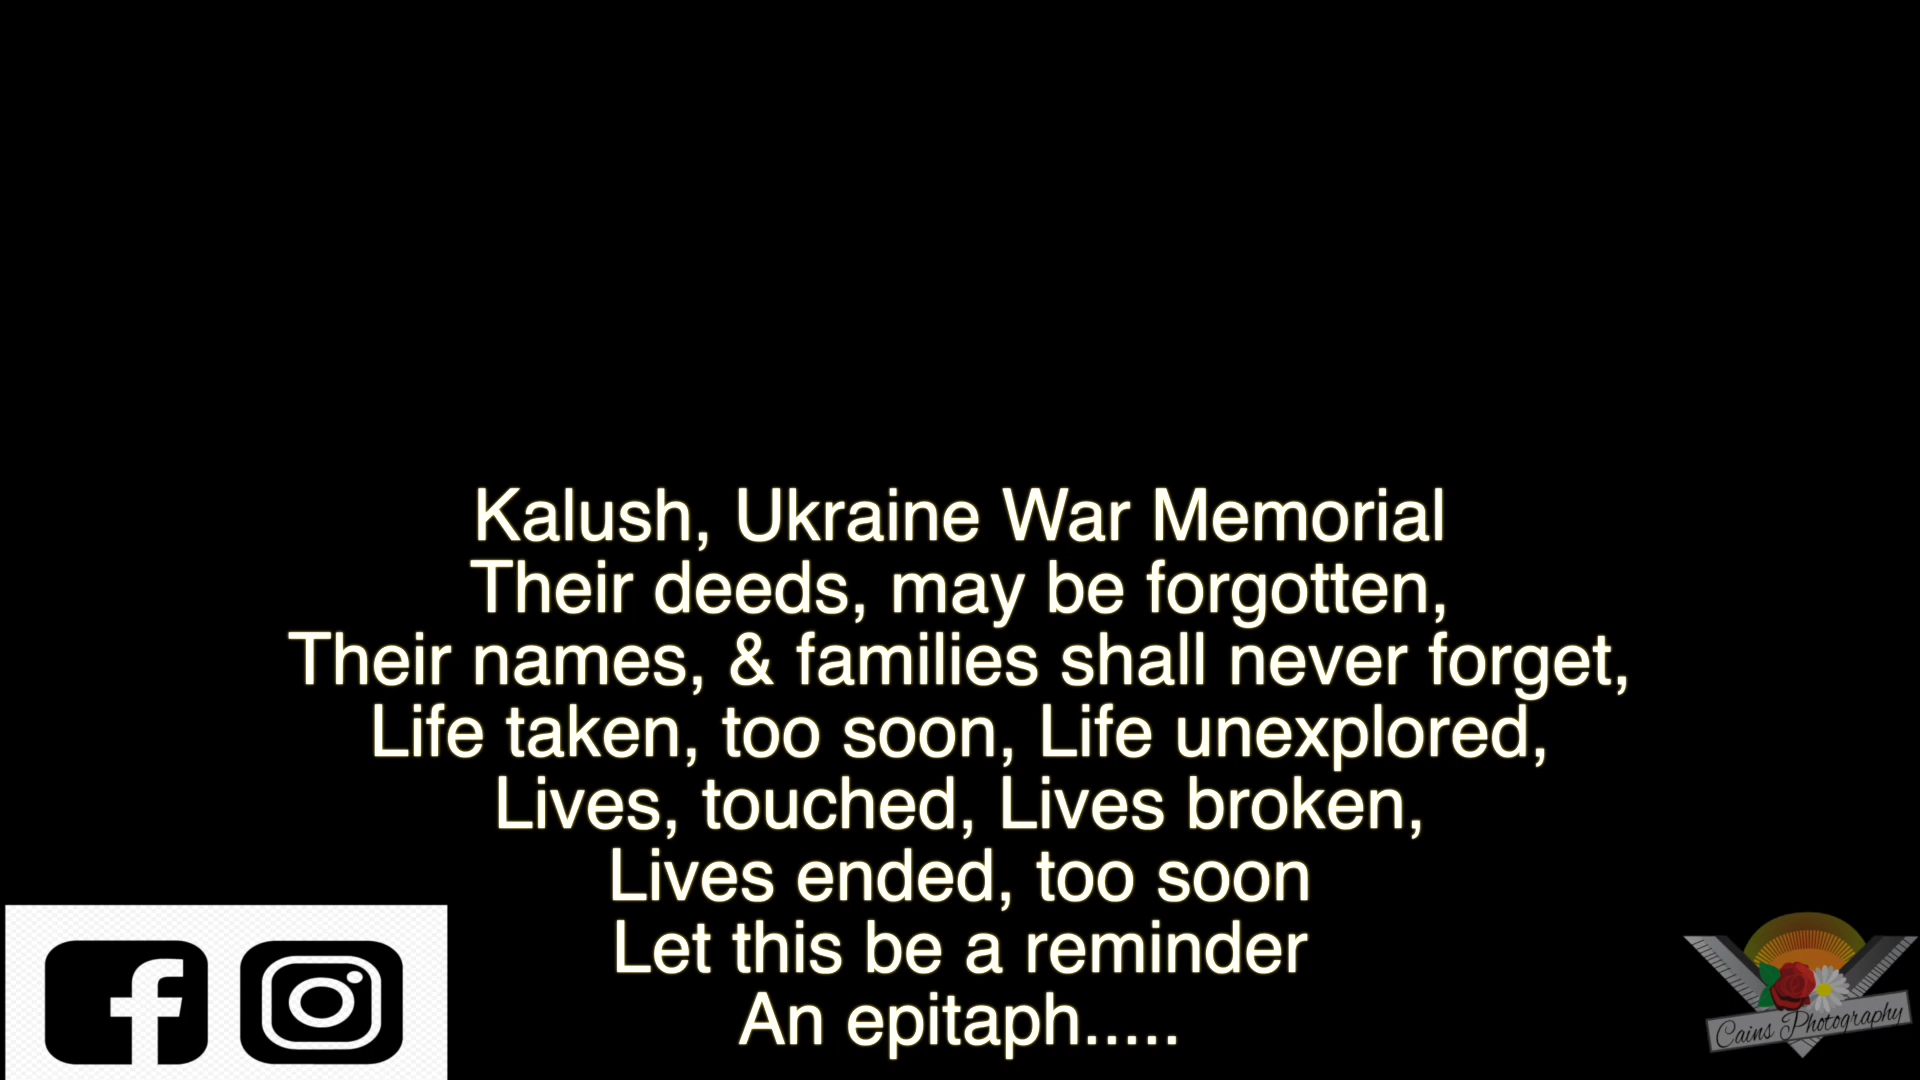 Kalush, Ukraine War Memorial
Their deeds, may be forgotten,
Their names, & families shall never forget,
Life taken, too soon, Life unexplored,
Lives, touched, Lives broken,
Lives ended, too soon
Let this be a reminder
An epitaph.....
Cains Photography